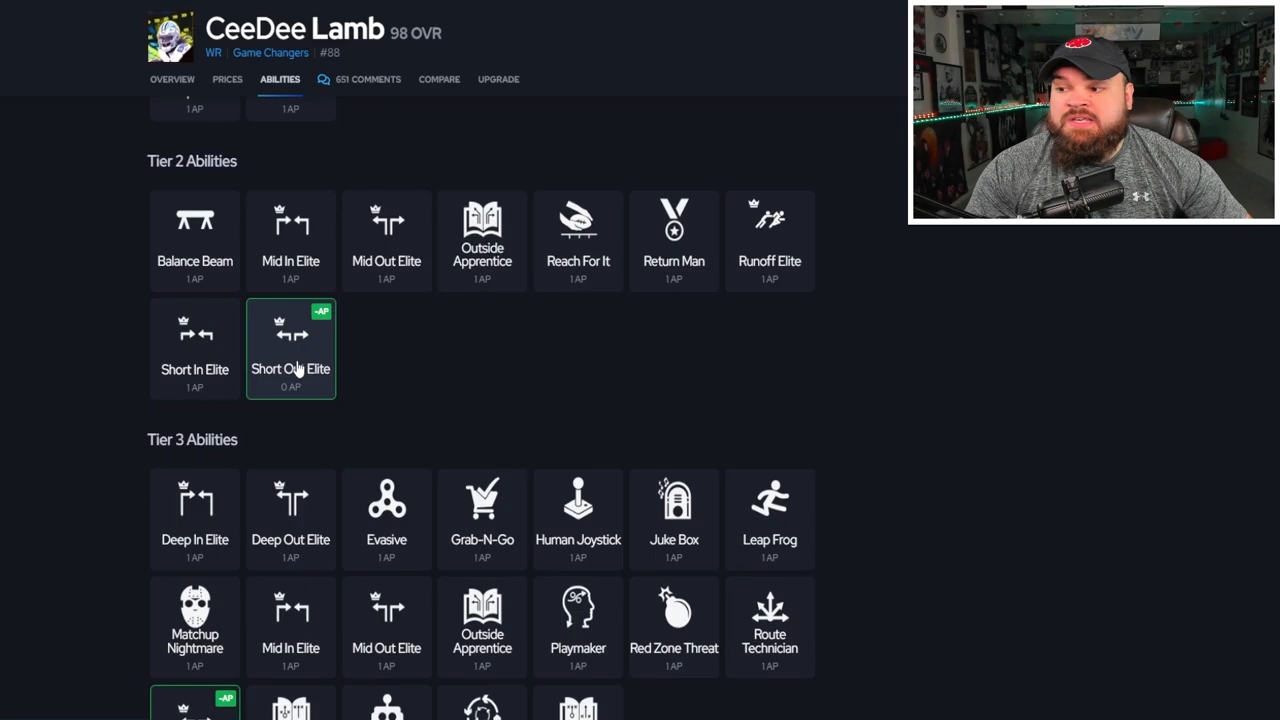 CeeDee Lamb 98 OVR
WR Game Changers #88
OVERVIEW PRICES ABILITIES 651 COMMENTS COMPARE UPGRADE
1 AP 1 AP
Tier 2 Abilities
Balance Beam Mid In Elite Mid Out Elite Outside Apprentice Reach For It Return Man Runoff Elite
1 AP 1 AP 1 AP 1 AP 1 AP 1 AP 1 AP
-AP
Short In Elite Short Out Elite
1 AP 0 AP
Tier 3 Abilities
Deep In Elite Deep Out Elite Evasive Grab-N-Go Human Joystick Juke Box Leap Frog
1 AP 1 AP 1 AP 1 AP 1 AP 1 AP 1 AP
Matchup Nightmare Mid In Elite Mid Out Elite Outside Apprentice Playmaker Red Zone Threat Route Technician
1 AP 1 AP 1 AP 1 AP 1 AP 1 AP 1 AP
-AP